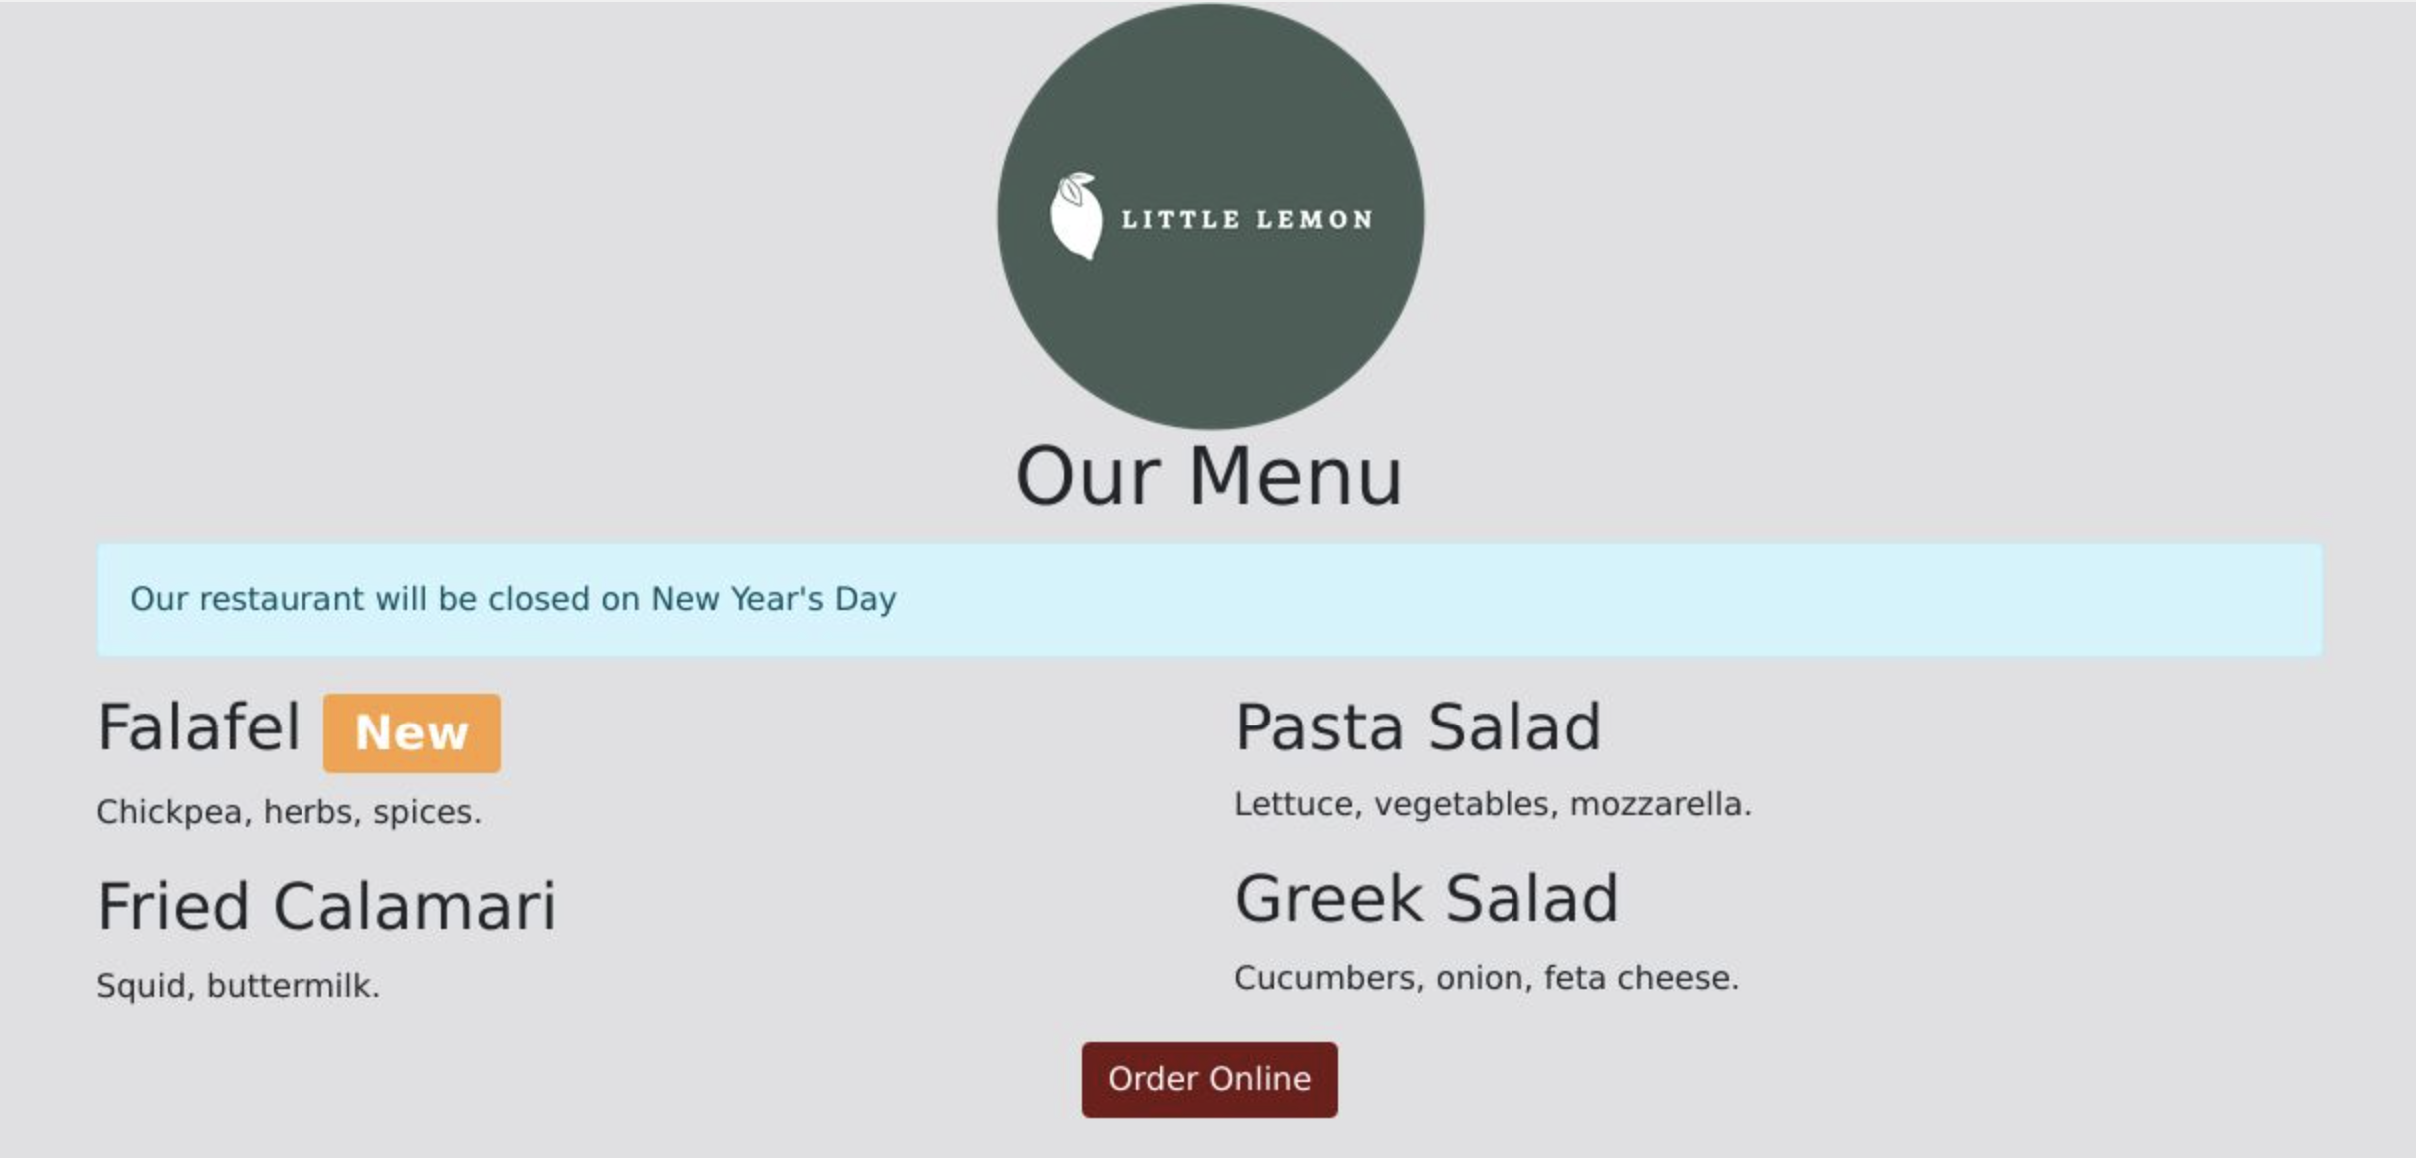 LITTLE LEMON
Our Menu
Our restaurant will be closed on New Year's Day
Falafel New
Chickpea, herbs, spices.
Fried Calamari
Squid, buttermilk.
Pasta Salad
Lettuce, vegetables, mozzarella.
Greek Salad
Cucumbers, onion, feta cheese.
Order Online